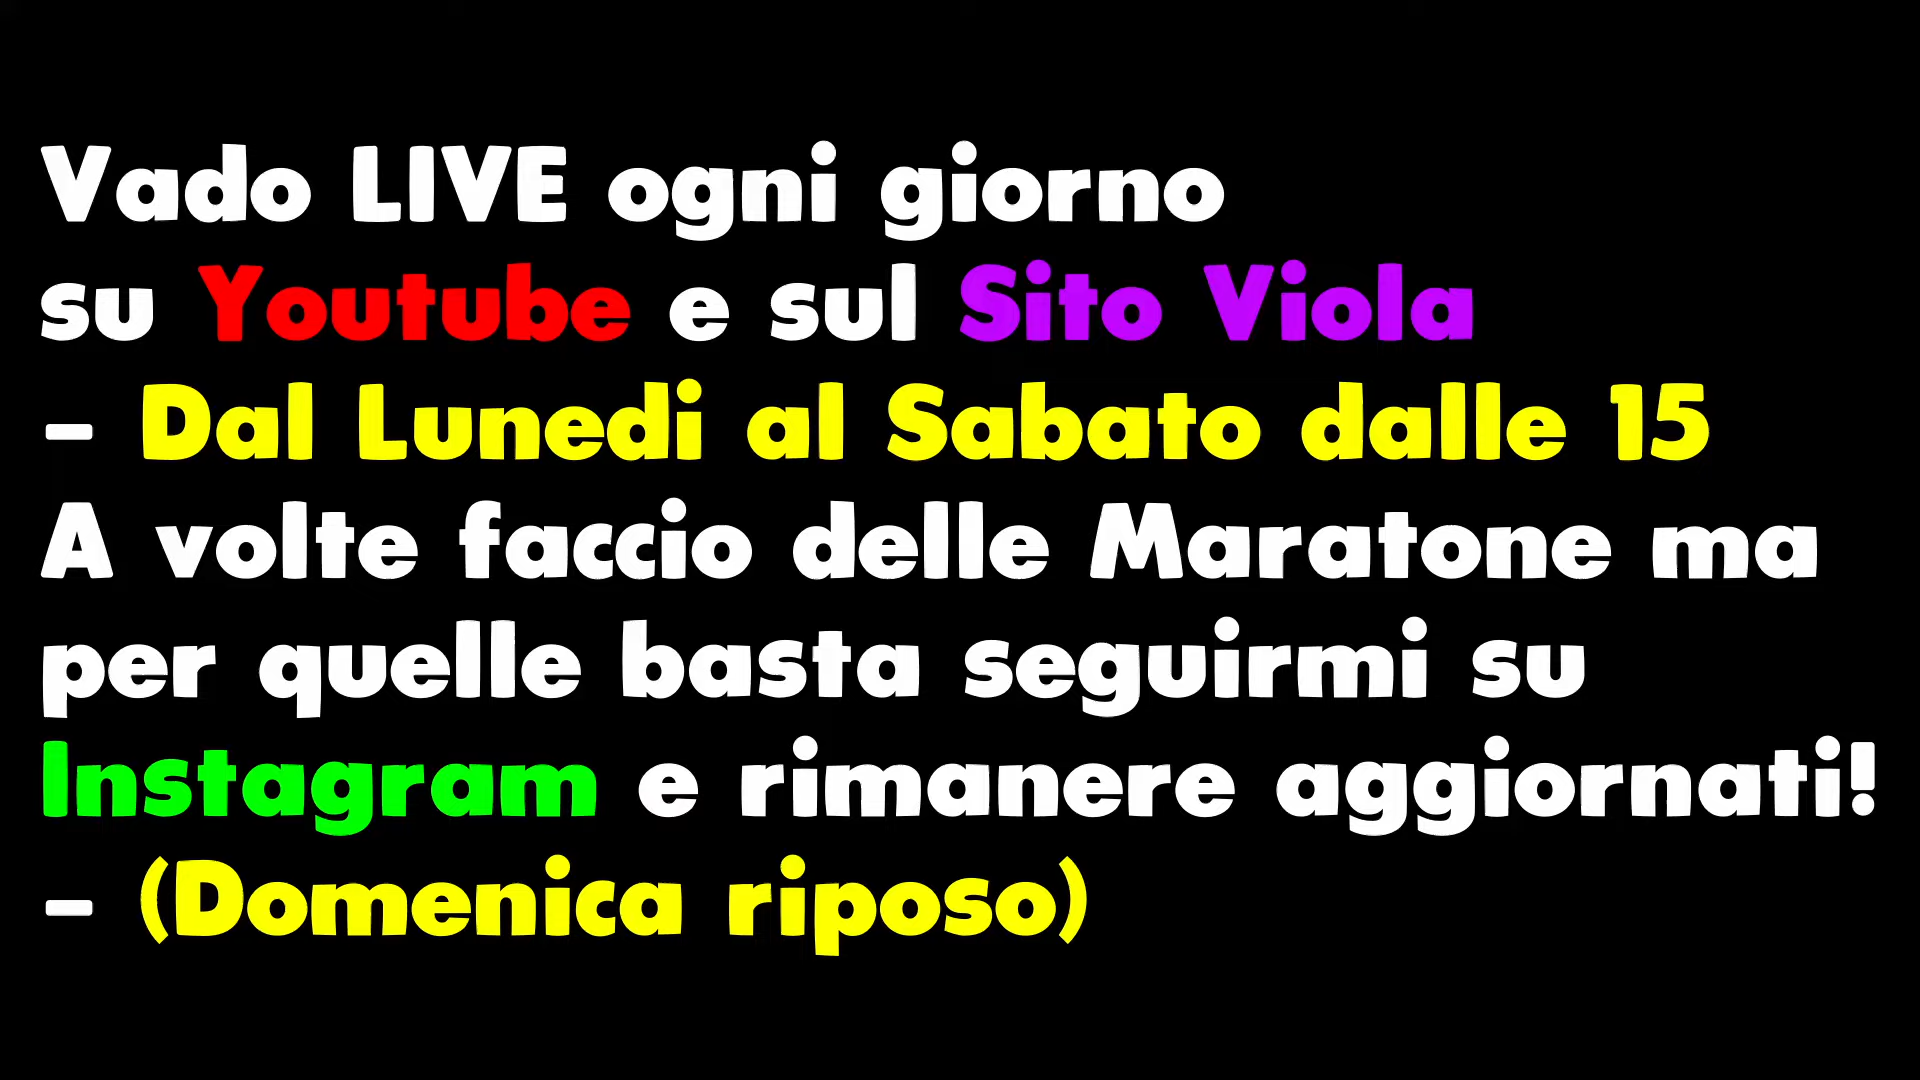 Vado LIVE ogni giorno
su Youtube e sul Sito Viola
- Dal Lunedi al Sabato dalle 15
A volte faccio delle Maratone ma
per quelle basta seguirmi su
Instagram e rimanere aggiornati!
- (Domenica riposo)